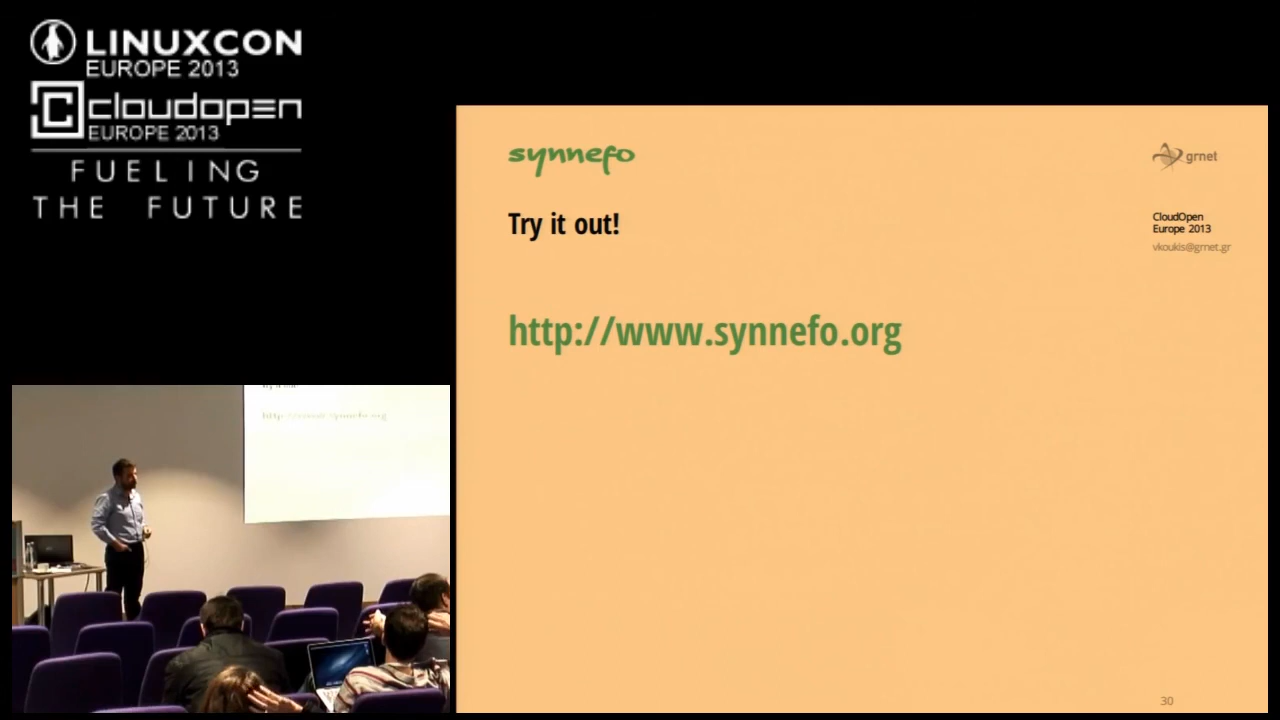 LINUXCON
EUROPE 2013
cloudopen
EUROPE 2013
FUELING
THE FUTURE
synnefo
grnet
Try it out!
CloudOpen
Europe 2013
vkoukis@grnet.gr
http://www.synnefo.org
30